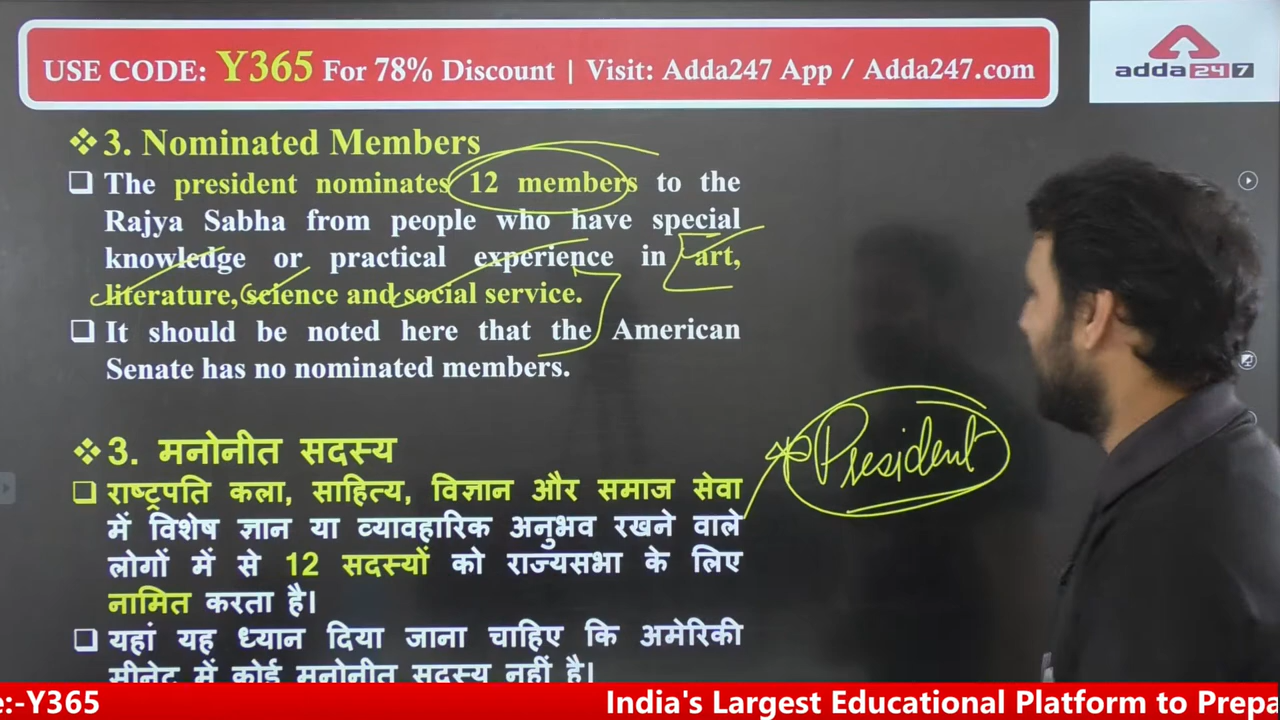 USE CODE: Y365 For 78% Discount | Visit: Adda247 App / Adda247.com
adda247
❖3. Nominated Members
❑ The president nominates 12 members to the
Rajya Sabha from people who have special
knowledge or practical experience in art,
literature, science and social service.
❑ It should be noted here that the American
Senate has no nominated members.
President
❖3. मनोनीत सदस्य
❑ राष्ट्रपति कला, साहित्य, विज्ञान और समाज सेवा
में विशेष ज्ञान या व्यावहारिक अनुभव रखने वाले
लोगों में से 12 सदस्यों को राज्यसभा के लिए
नामित करता है।
❑ यहां यह ध्यान दिया जाना चाहिए कि अमेरिकी
सीनेट में कोई मनोनीत सदस्य नहीं है।
e:-Y365
India's Largest Educational Platform to Prepa